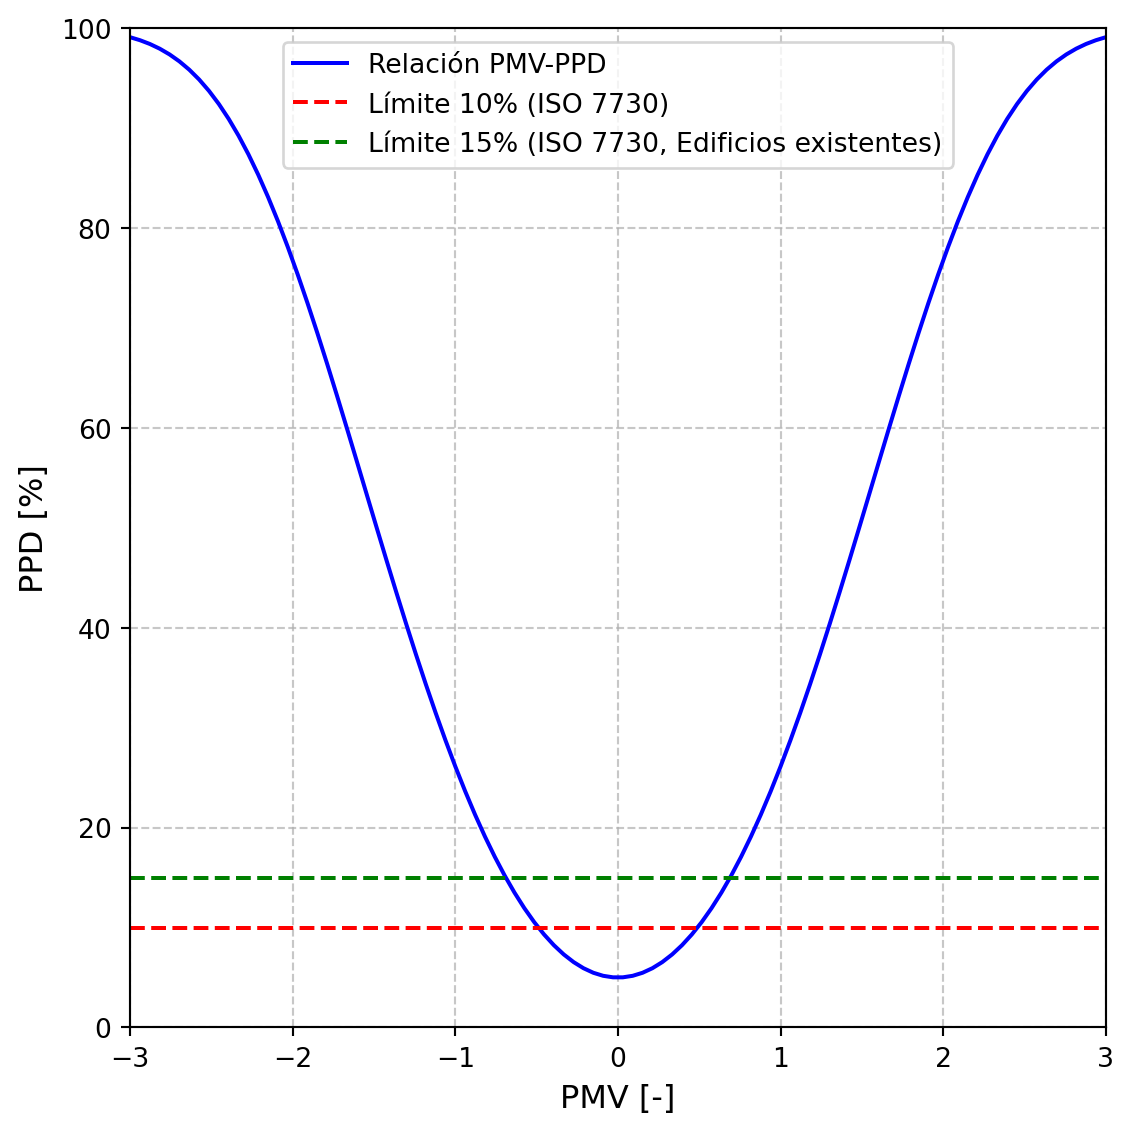 Relación PMV-PPD
Límite 10% (ISO 7730)
Límite 15% (ISO 7730, Edificios existentes)
PPD [%]
100
80
60
40
20
0
−3 −2 −1 0 1 2 3
PMV [-]